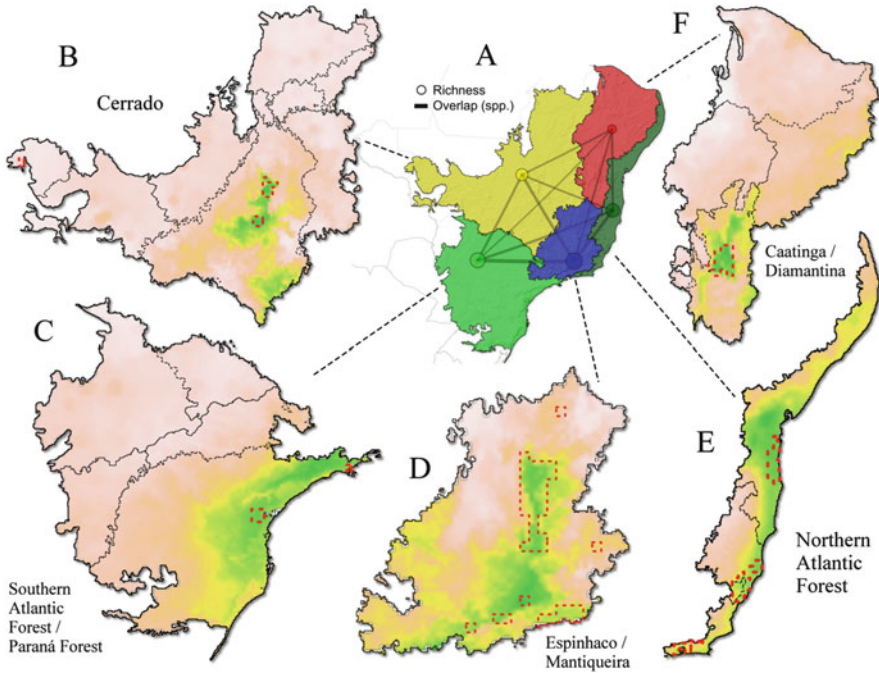 A
Richness
Overlap (spp.)
B
Cerrado
C
Southern
Atlantic
Forest /
Paraná Forest
D
Espinhaco /
Mantiqueira
E
Northern
Atlantic
Forest
F
Caatinga /
Diamantina